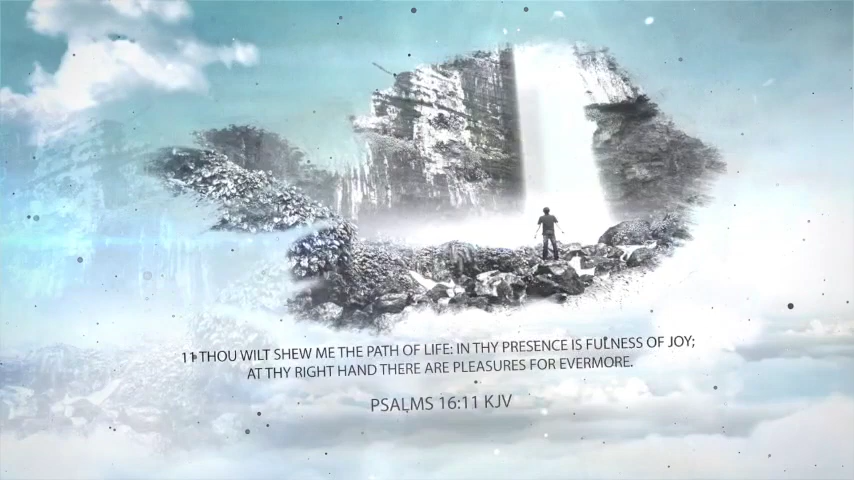 11 THOU WILT SHEW ME THE PATH OF LIFE: IN THY PRESENCE IS FULNESS OF JOY;
AT THY RIGHT HAND THERE ARE PLEASURES FOR EVERMORE.
PSALMS 16:11 KJV